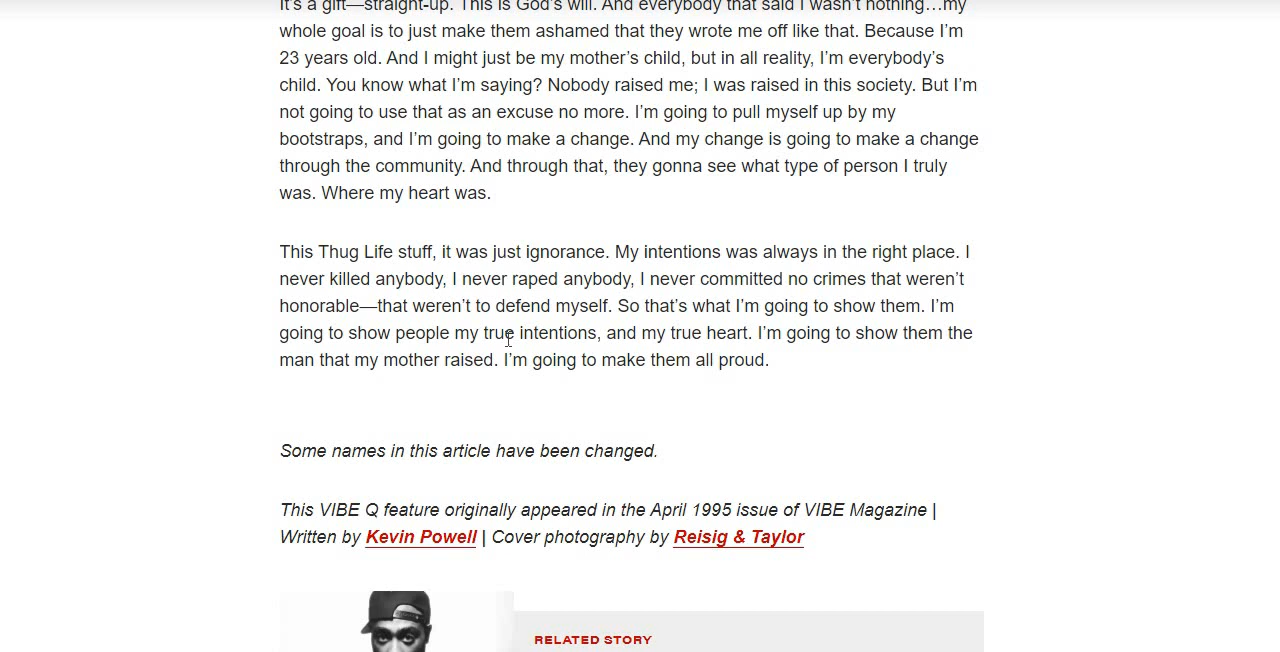 It's a gift—straight-up. This is God's will. And everybody that said I wasn't nothing…my
whole goal is to just make them ashamed that they wrote me off like that. Because I'm
23 years old. And I might just be my mother's child, but in all reality, I'm everybody's
child. You know what I'm saying? Nobody raised me; I was raised in this society. But I'm
not going to use that as an excuse no more. I'm going to pull myself up by my
bootstraps, and I'm going to make a change. And my change is going to make a change
through the community. And through that, they gonna see what type of person I truly
was. Where my heart was.
This Thug Life stuff, it was just ignorance. My intentions was always in the right place. I
never killed anybody, I never raped anybody, I never committed no crimes that weren't
honorable—that weren't to defend myself. So that's what I'm going to show them. I'm
going to show people my true intentions, and my true heart. I'm going to show them the
man that my mother raised. I'm going to make them all proud.
Some names in this article have been changed.
This VIBE Q feature originally appeared in the April 1995 issue of VIBE Magazine |
Written by Kevin Powell | Cover photography by Reisig & Taylor
RELATED STORY